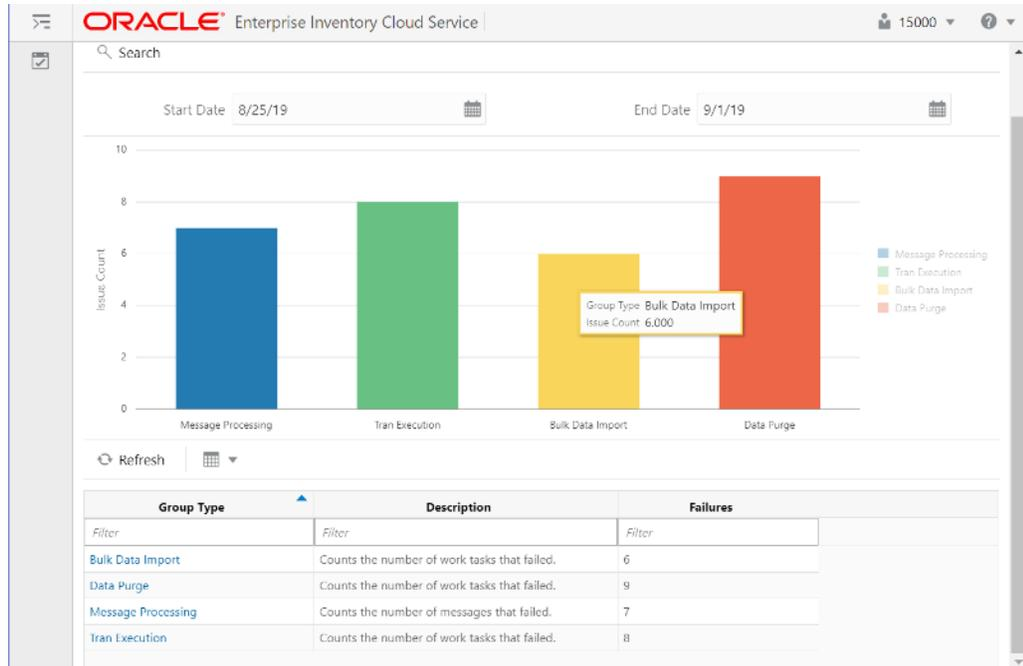 ORACLE® Enterprise Inventory Cloud Service 15000
Search
Start Date 8/25/19 End Date 9/1/19
10
8
6
4
2
0
Issue Count
Group Type Bulk Data Import
Issue Count 6.000
Message Processing
Tran Execution
Bulk Data Import
Data Purge
Message Processing Tran Execution Bulk Data Import Data Purge
Refresh
Group Type Description Failures
Filter Filter Filter
Bulk Data Import Counts the number of work tasks that failed. 6
Data Purge Counts the number of work tasks that failed. 9
Message Processing Counts the number of messages that failed. 7
Tran Execution Counts the number of work tasks that failed. 8